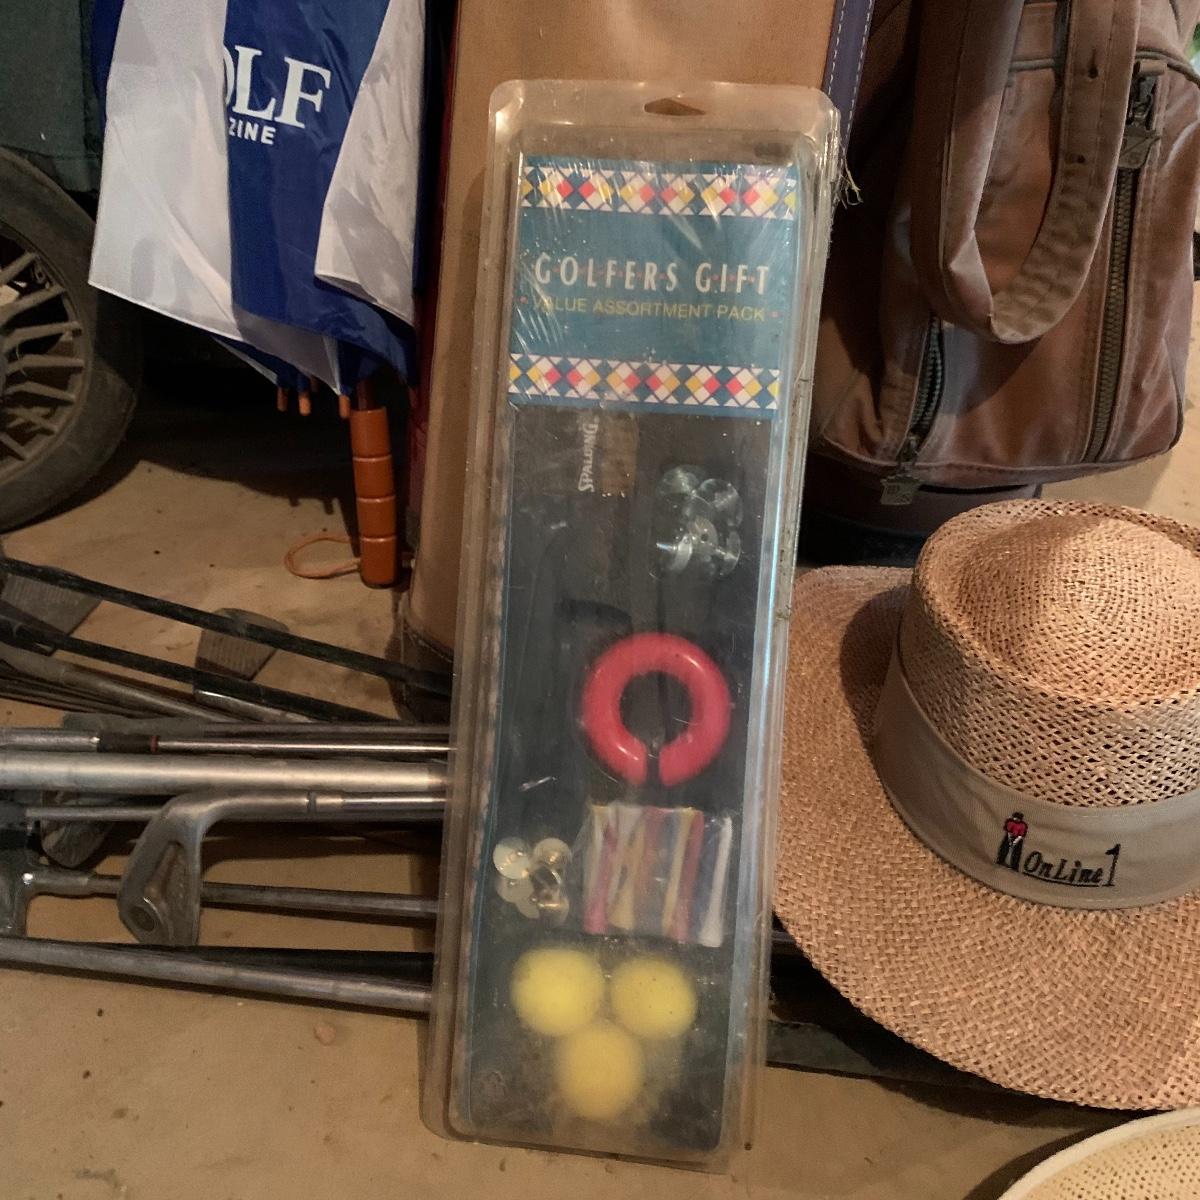 OLF
ZINE
GOLFERS GIFT
VALUE ASSORTMENT PACK
SPALDING
OnLine1